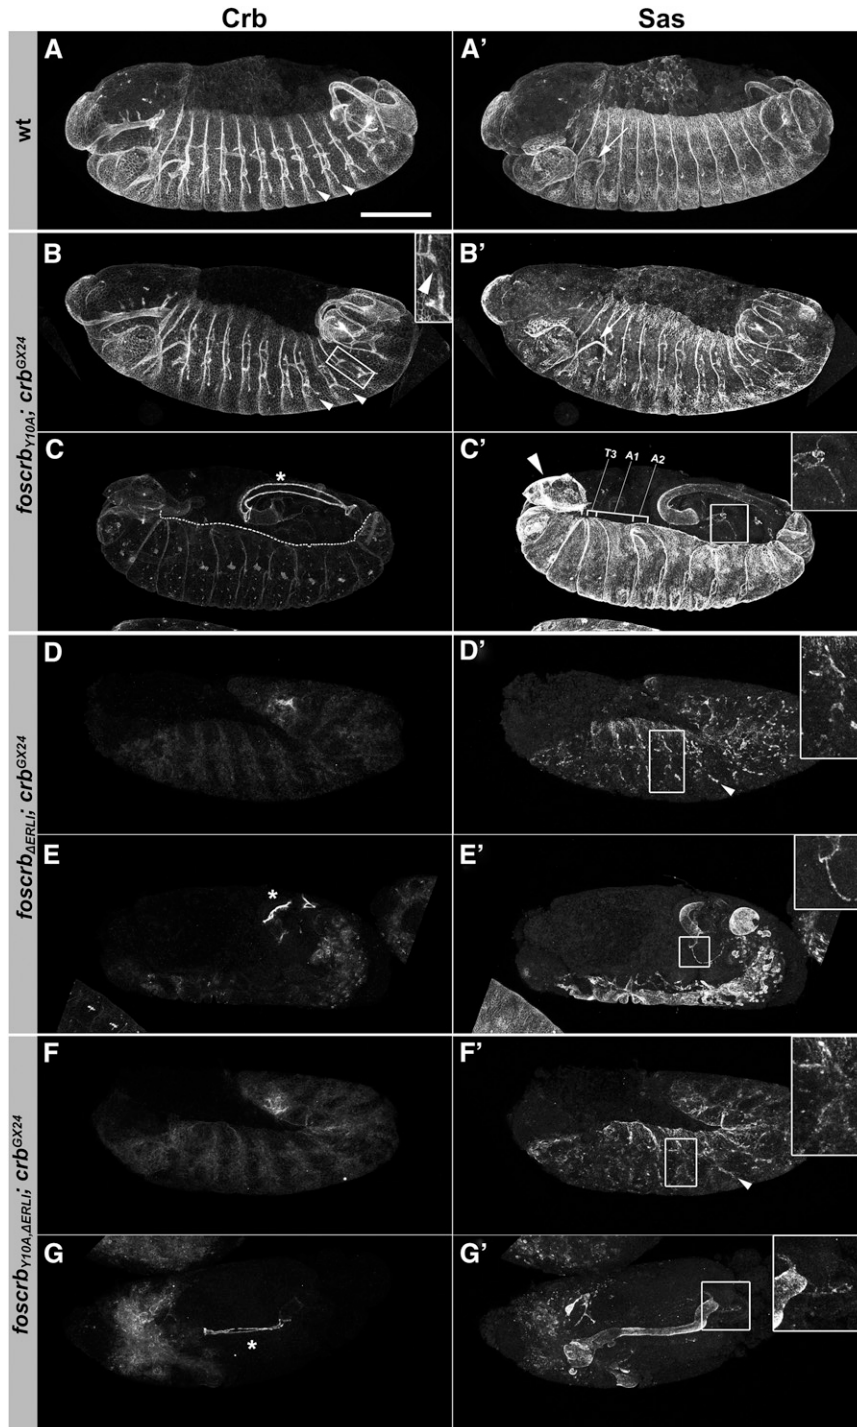 Crb Sas
wt
A A'
foscrbY10A; crbGX24
B B'
C * C' T3 A1 A2
foscrbΔERLI; crbGX24
D D'
E * E'
foscrbY10A,ΔERLI; crbGX24
F F'
G * G'